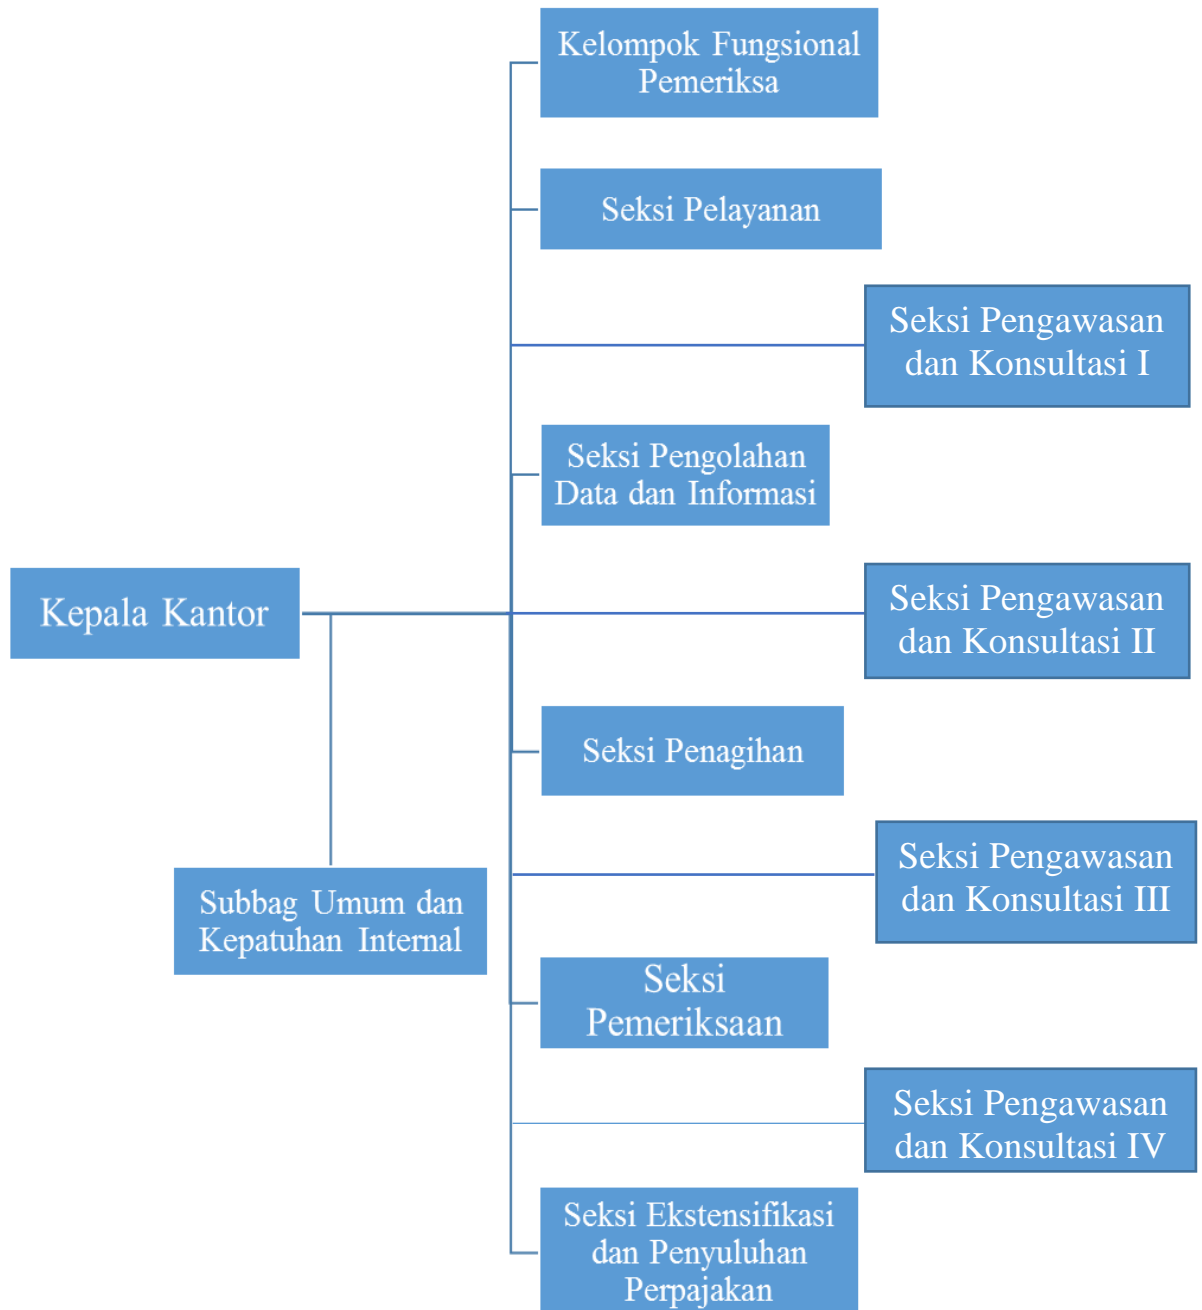 Kelompok Fungsional
Pemeriksa
Seksi Pelayanan
Seksi Pengawasan
dan Konsultasi I
Seksi Pengolahan
Data dan Informasi
Kepala Kantor
Seksi Pengawasan
dan Konsultasi II
Seksi Penagihan
Seksi Pengawasan
dan Konsultasi III
Subbag Umum dan
Kepatuhan Internal
Seksi
Pemeriksaan
Seksi Pengawasan
dan Konsultasi IV
Seksi Ekstensifikasi
dan Penyuluhan
Perpajakan